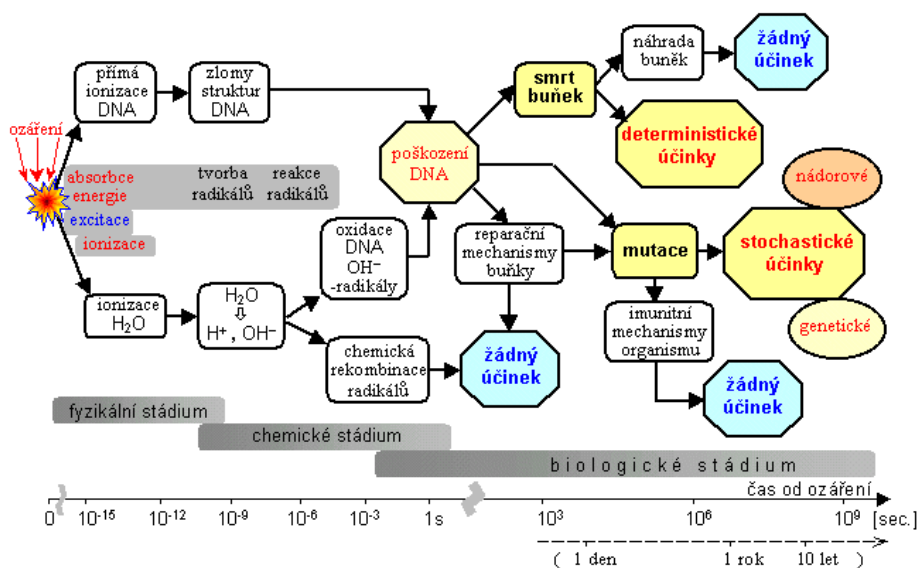 ozáření
přímá
ionizace
DNA
zlomy
struktur
DNA
absorbce
energie
excitace
ionizace
tvorba
radikálů
reakce
radikálů
ionizace
H₂O
H₂O
⇩
H⁺, OH⁻
oxidace
DNA
OH⁻
-radikály
chemická
rekombinace
radikálů
poškození
DNA
smrt
buňek
náhrada
buněk
žádný
účinek
deterministické
účinky
reparační
mechanismy
buňky
mutace
stochastické
účinky
nádorové
genetické
imunitní
mechanismy
organismu
žádný
účinek
žádný
účinek
fyzikální stádium
chemické stádium
biologické stádium
čas od ozáření
0 10⁻¹⁵ 10⁻¹² 10⁻⁹ 10⁻⁶ 10⁻³ 1s 10³ 10⁶ 10⁹ [sec.]
( 1 den 1 rok 10 let )